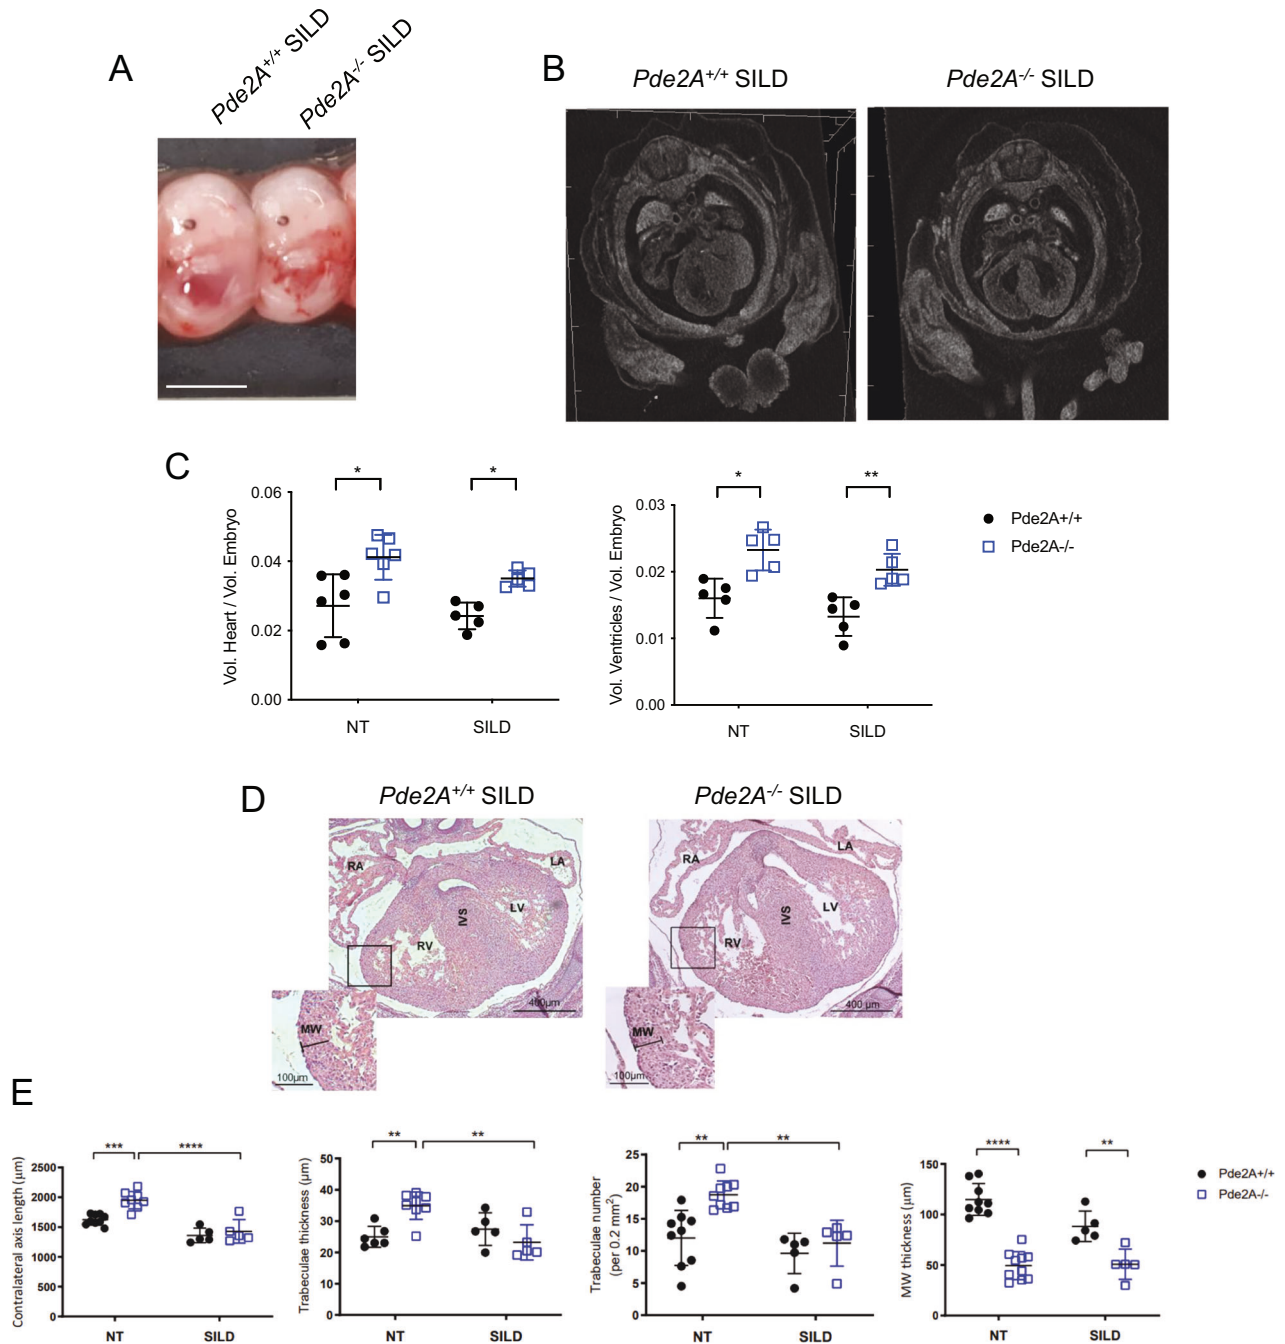 A
Pde2A+/+ SILD
Pde2A-/- SILD
B
Pde2A+/+ SILD
Pde2A-/- SILD
C
Vol. Heart / Vol. Embryo
0.06
0.04
0.02
0.00
*
*
NT
SILD
Vol. Ventricles / Vol. Embryo
0.03
0.02
0.01
0.00
*
**
NT
SILD
Pde2A+/+
Pde2A-/-
D
Pde2A+/+ SILD
RA
LA
LV
IVS
RV
400µm
MW
100µm
Pde2A-/- SILD
RA
LA
LV
IVS
RV
400 µm
MW
100µm
E
Contralateral axis length (µm)
2500
2000
1500
1000
500
0
***
****
NT
SILD
Trabeculae thickness (µm)
50
40
30
20
10
0
**
**
NT
SILD
Trabeculae number
(per 0.2 mm²)
25
20
15
10
5
0
**
**
NT
SILD
MW thickness (µm)
150
100
50
0
****
**
NT
SILD
Pde2A+/+
Pde2A-/-